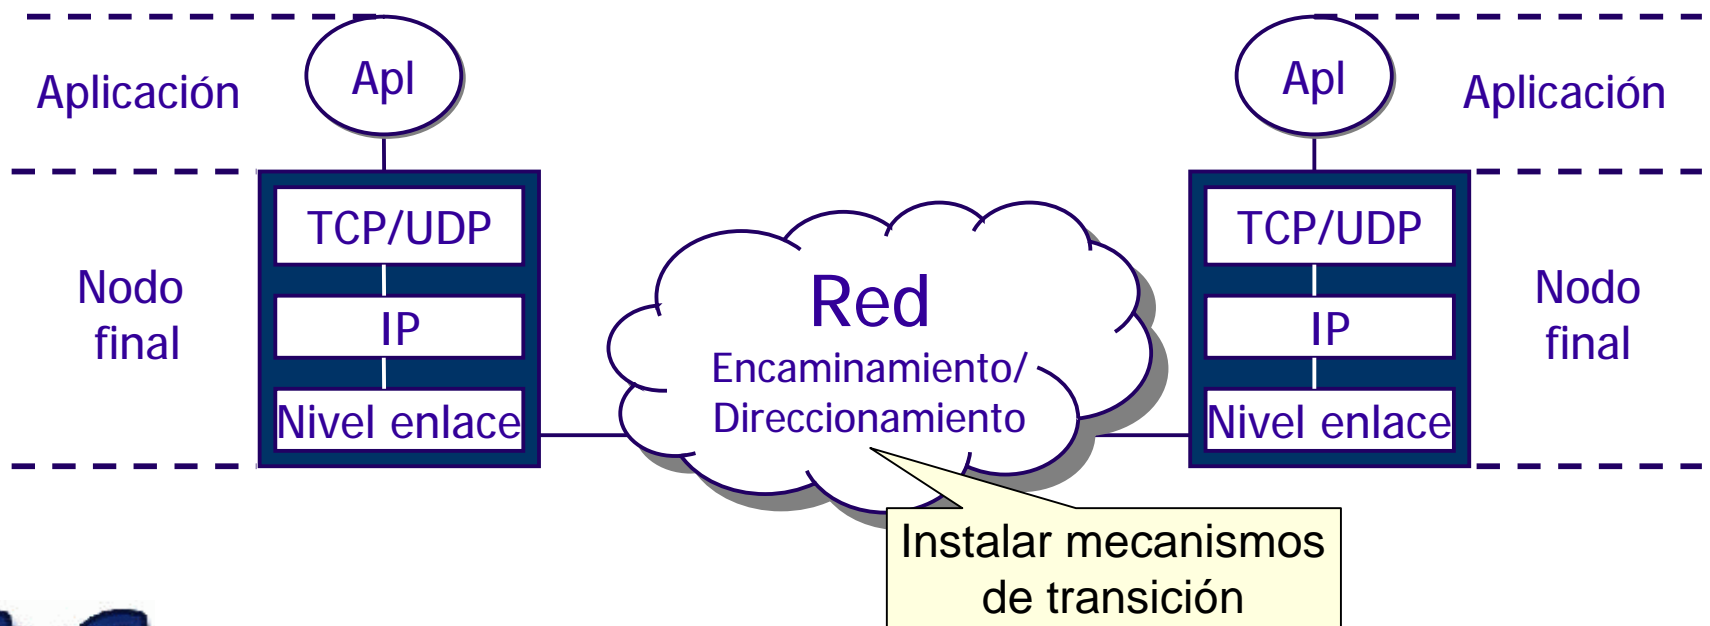 Aplicación
Apl
Apl
Aplicación
Nodo
final
TCP/UDP
IP
Nivel enlace
Red
Encaminamiento/
Direccionamiento
TCP/UDP
IP
Nivel enlace
Nodo
final
Instalar mecanismos
de transición